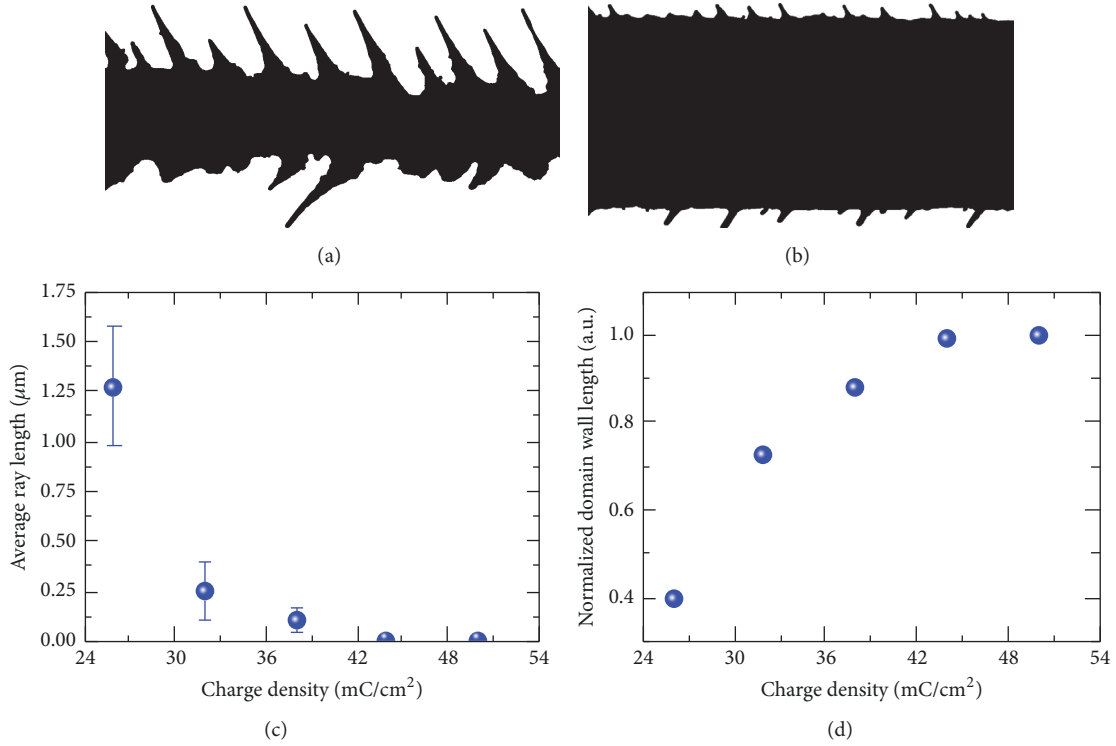 (a)
(b)
1.75
1.50
1.25
1.00
0.75
0.50
0.25
0.00
Average ray length (μm)
24 30 36 42 48 54
Charge density (mC/cm²)
(c)
1.0
0.8
0.6
0.4
Normalized domain wall length (a.u.)
24 30 36 42 48 54
Charge density (mC/cm²)
(d)